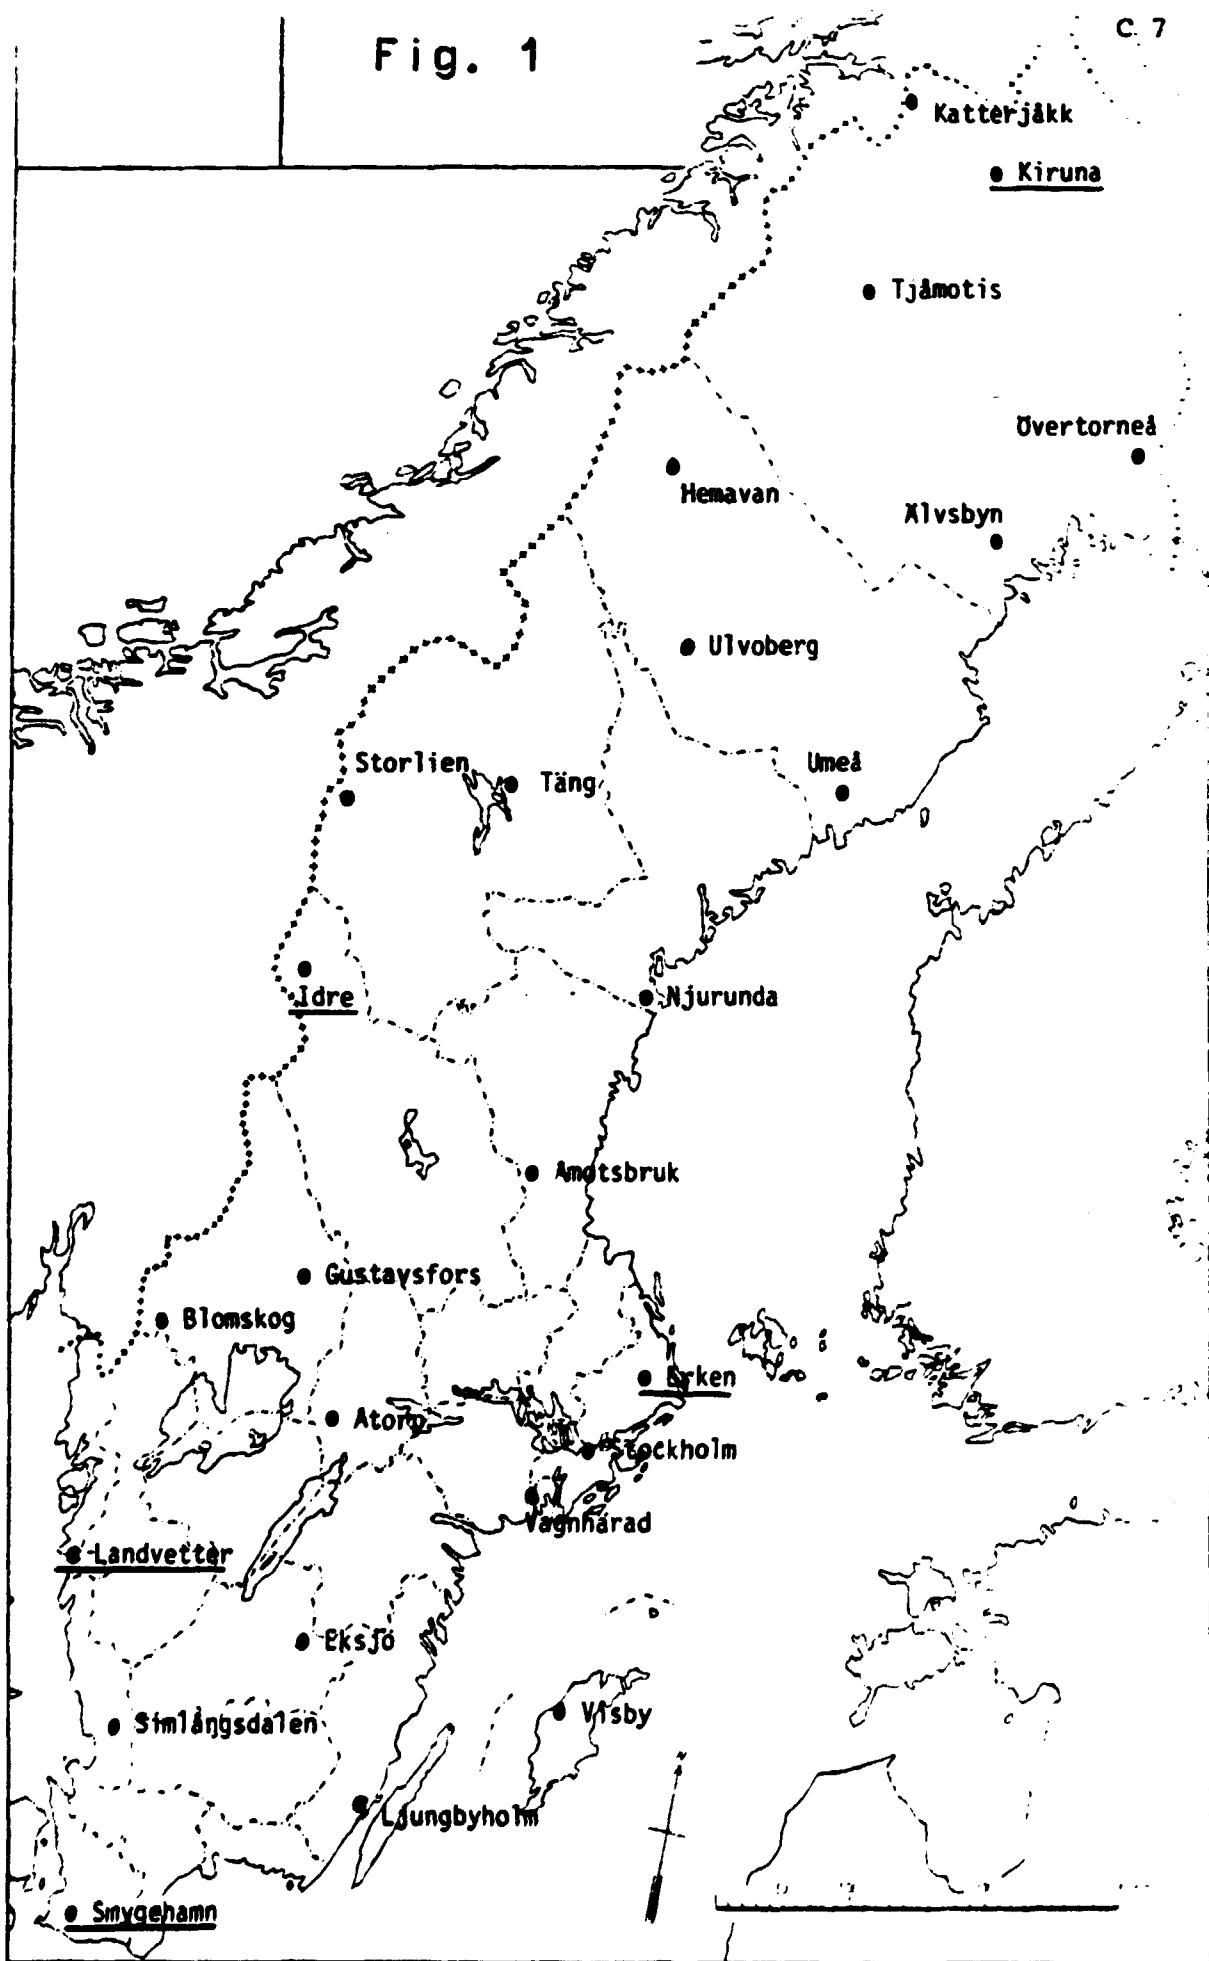 C 7
Fig. 1
Katterjåkk
Kiruna
Tjåmotis
Övertorneå
Hemavan
Älvsbyn
Ulvoberg
Storlien
Täng
Umeå
Idre
Njurunda
Amotsbruk
Gustavsfors
Blomskog
Erken
Atorp
Stockholm
Vagnhärad
Landvetter
Eksjö
Simlångsdalen
Visby
Ljungbyholm
Smygehamn